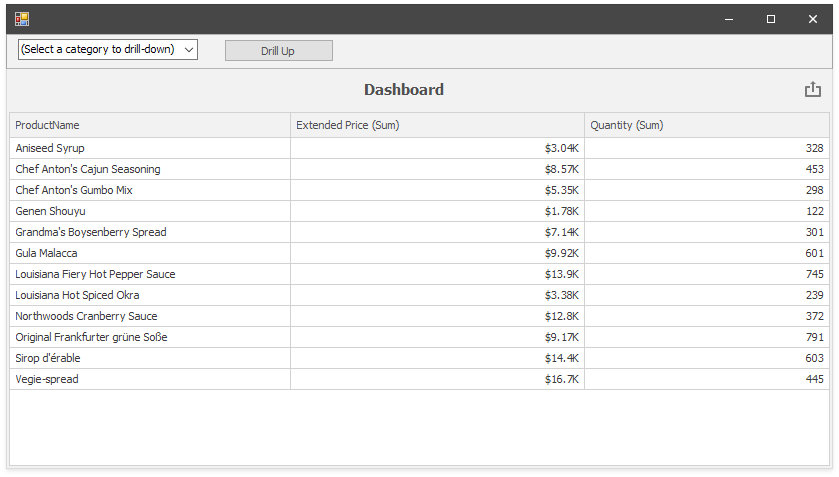 (Select a category to drill-down) Drill Up
Dashboard
ProductName Extended Price (Sum) Quantity (Sum)
Aniseed Syrup $3.04K 328
Chef Anton's Cajun Seasoning $8.57K 453
Chef Anton's Gumbo Mix $5.35K 298
Genen Shouyu $1.78K 122
Grandma's Boysenberry Spread $7.14K 301
Gula Malacca $9.92K 601
Louisiana Fiery Hot Pepper Sauce $13.9K 745
Louisiana Hot Spiced Okra $3.38K 239
Northwoods Cranberry Sauce $12.8K 372
Original Frankfurter grüne Soße $9.17K 791
Sirop d'érable $14.4K 603
Vegie-spread $16.7K 445